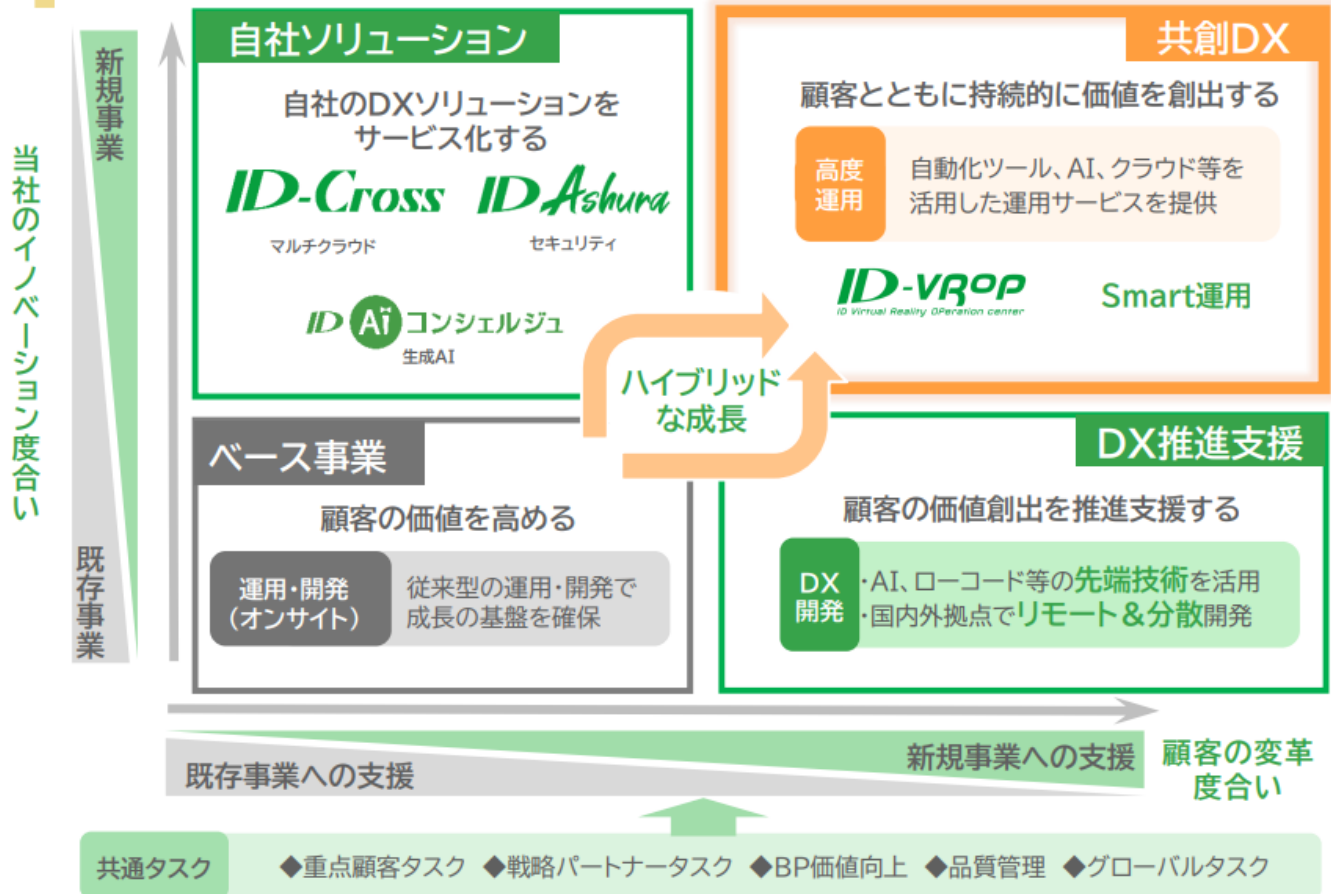 自社ソリューション
自社のDXソリューションを
サービス化する
ID-Cross
マルチクラウド
ID Ashura
セキュリティ
ID Ai コンシェルジュ
生成AI
共創DX
顧客とともに持続的に価値を創出する
高度
運用
自動化ツール、AI、クラウド等を
活用した運用サービスを提供
ID-VROP
ID Virtual Reality OPeration center
Smart運用
ハイブリッド
な成長
ベース事業
顧客の価値を高める
運用・開発
(オンサイト)
従来型の運用・開発で
成長の基盤を確保
DX推進支援
顧客の価値創出を推進支援する
DX
開発
・AI、ローコード等の先端技術を活用
・国内外拠点でリモート&分散開発
当社のイノベーション度合い
新規事業
既存事業
既存事業への支援
新規事業への支援
顧客の変革
度合い
共通タスク
◆重点顧客タスク ◆戦略パートナータスク ◆BP価値向上 ◆品質管理 ◆グローバルタスク